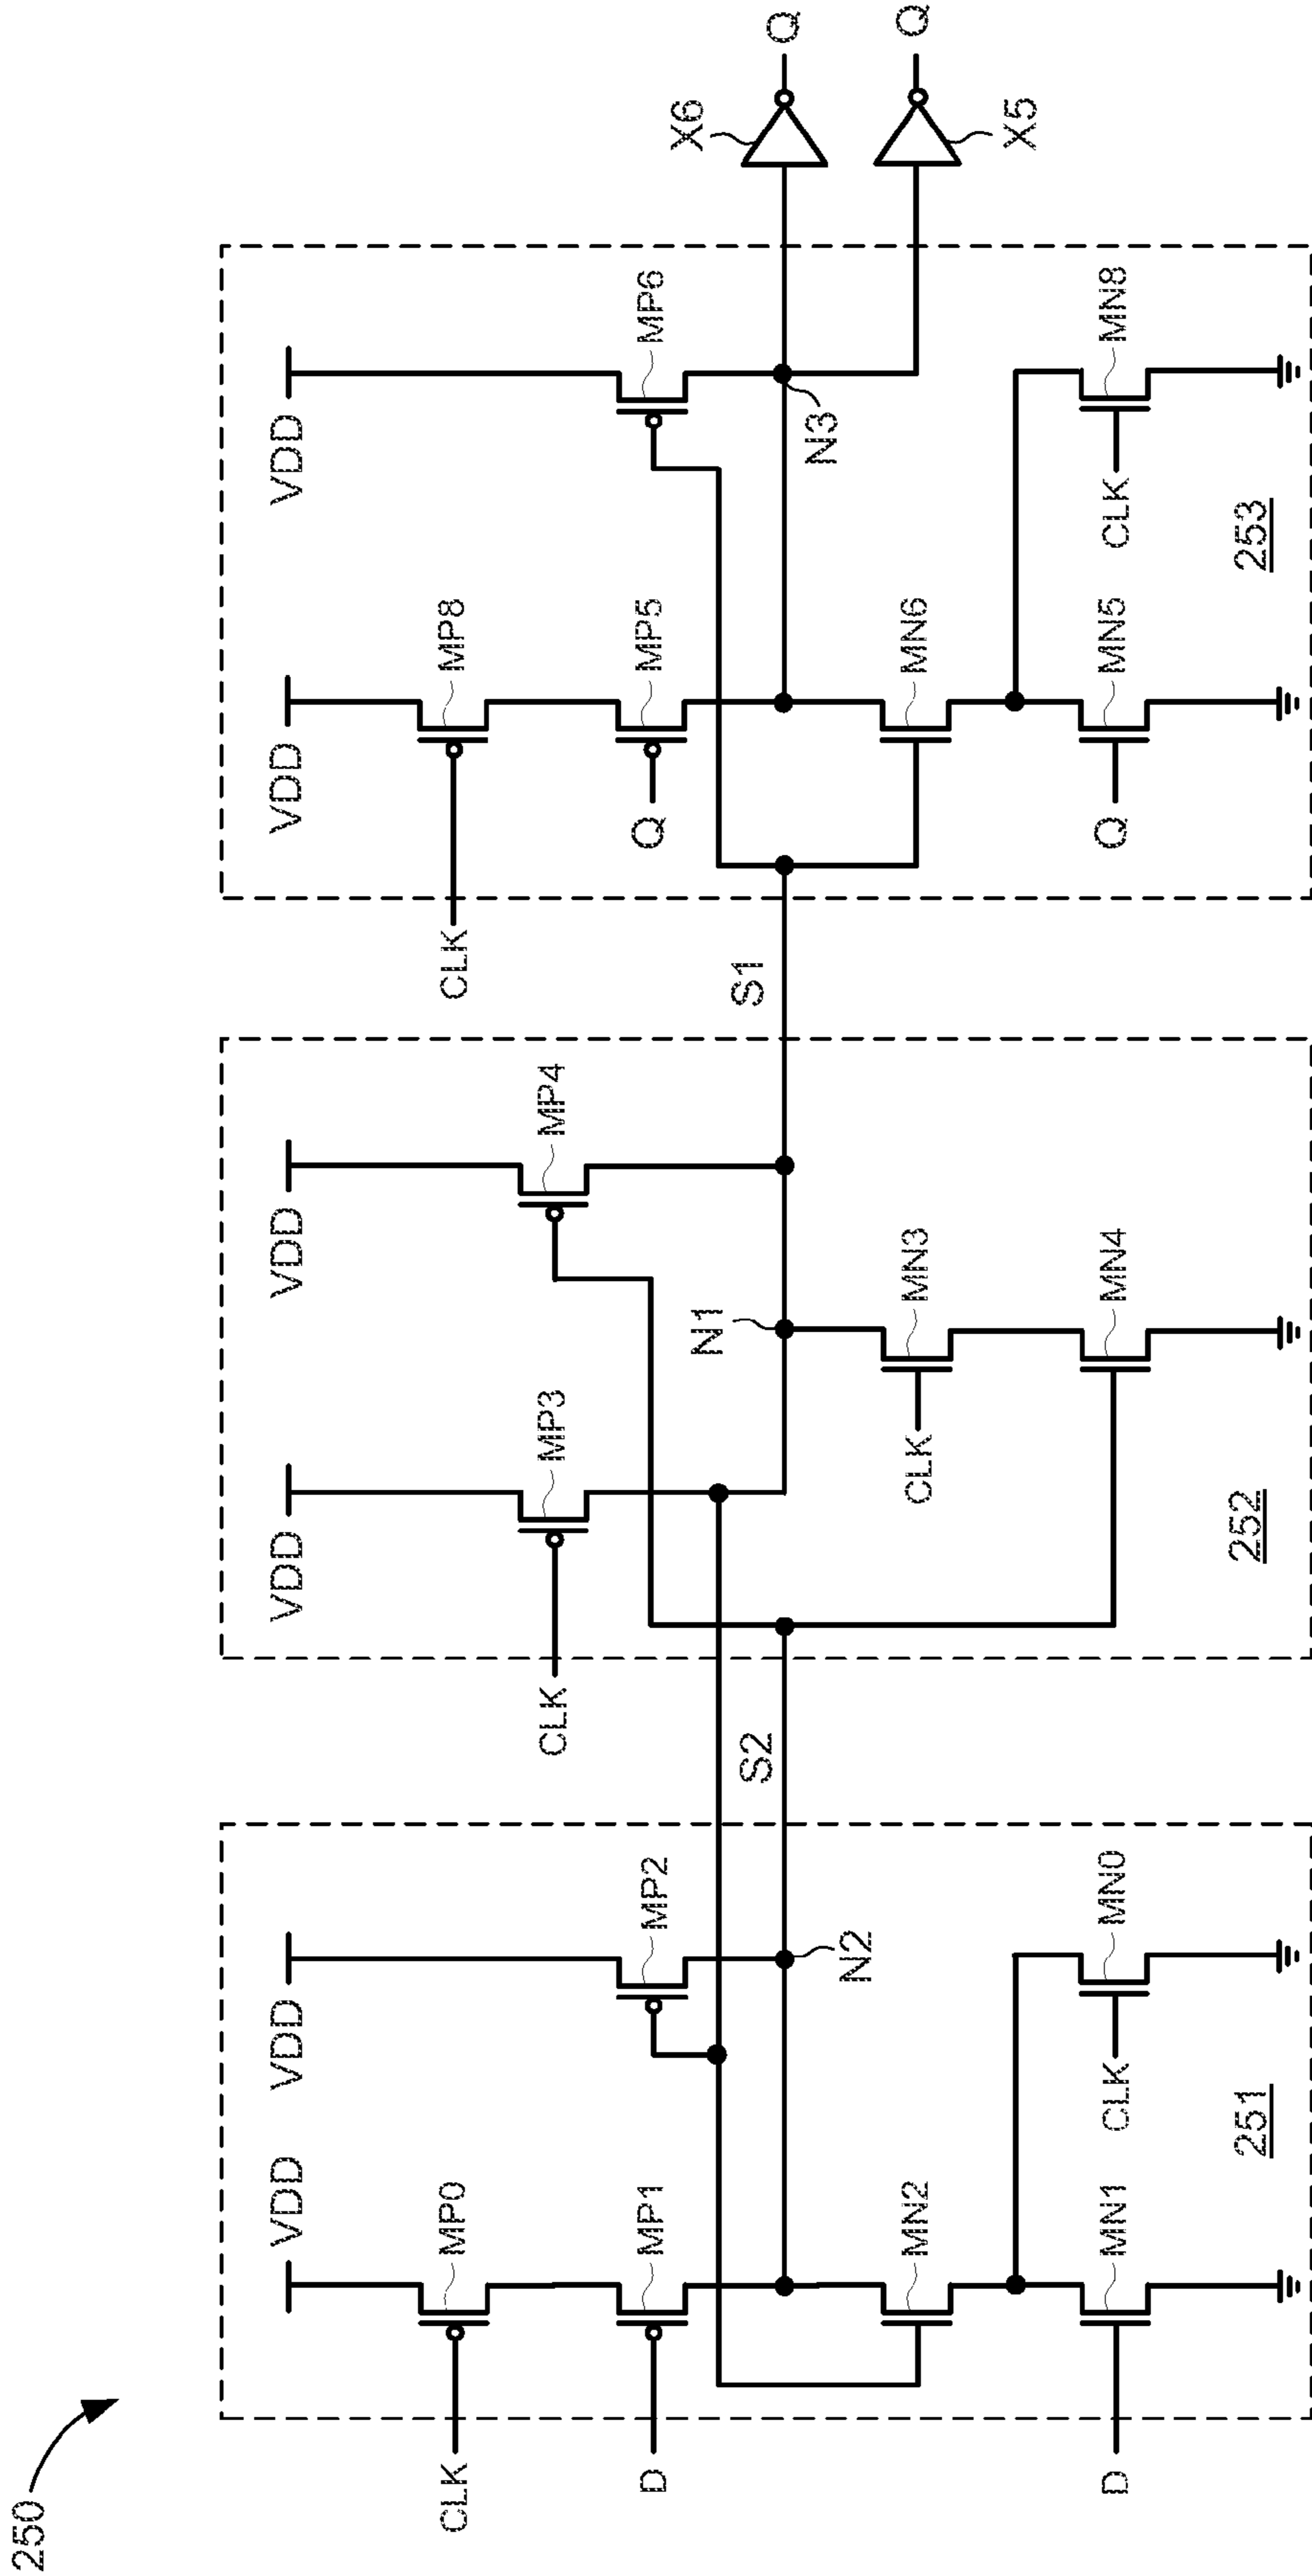 250
VDD
VDD
VDD
VDD
VDD
VDD
CLK
MP0
MP2
CLK
MP3
MP4
CLK
MP8
MP6
D
MP1
Q
MP5
S2
N2
N1
S1
N3
X6
Q
X5
Q
MN2
CLK
MN3
MN6
D
MN1
CLK
MN0
MN4
Q
MN5
CLK
MN8
251
252
253